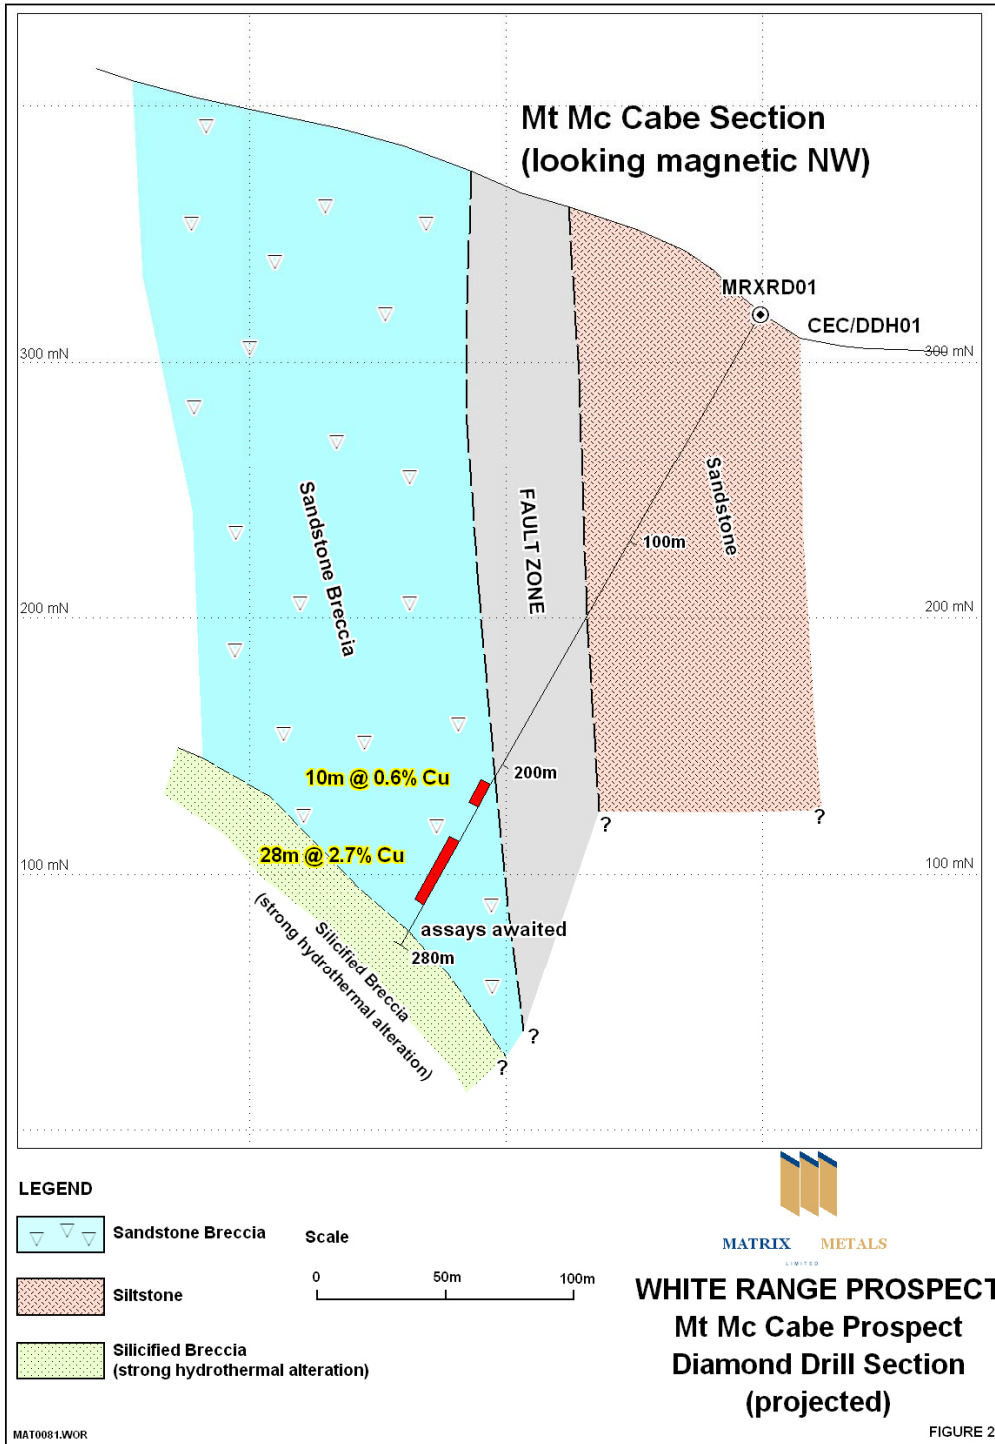 Mt Mc Cabe Section
(looking magnetic NW)
MRXRD01
CEC/DDH01
300 mN
300 mN
Sandstone Breccia
FAULT ZONE
Sandstone
100m
200 mN
200 mN
10m @ 0.6% Cu
200m
?
?
28m @ 2.7% Cu
100 mN
100 mN
assays awaited
280m
Silicified Breccia
(strong hydrothermal alteration)
?
?
LEGEND
Sandstone Breccia
Siltstone
Silicified Breccia
(strong hydrothermal alteration)
Scale
0 50m 100m
MATRIX METALS
LIMITED
WHITE RANGE PROSPECT
Mt Mc Cabe Prospect
Diamond Drill Section
(projected)
MAT0081.WOR
FIGURE 2